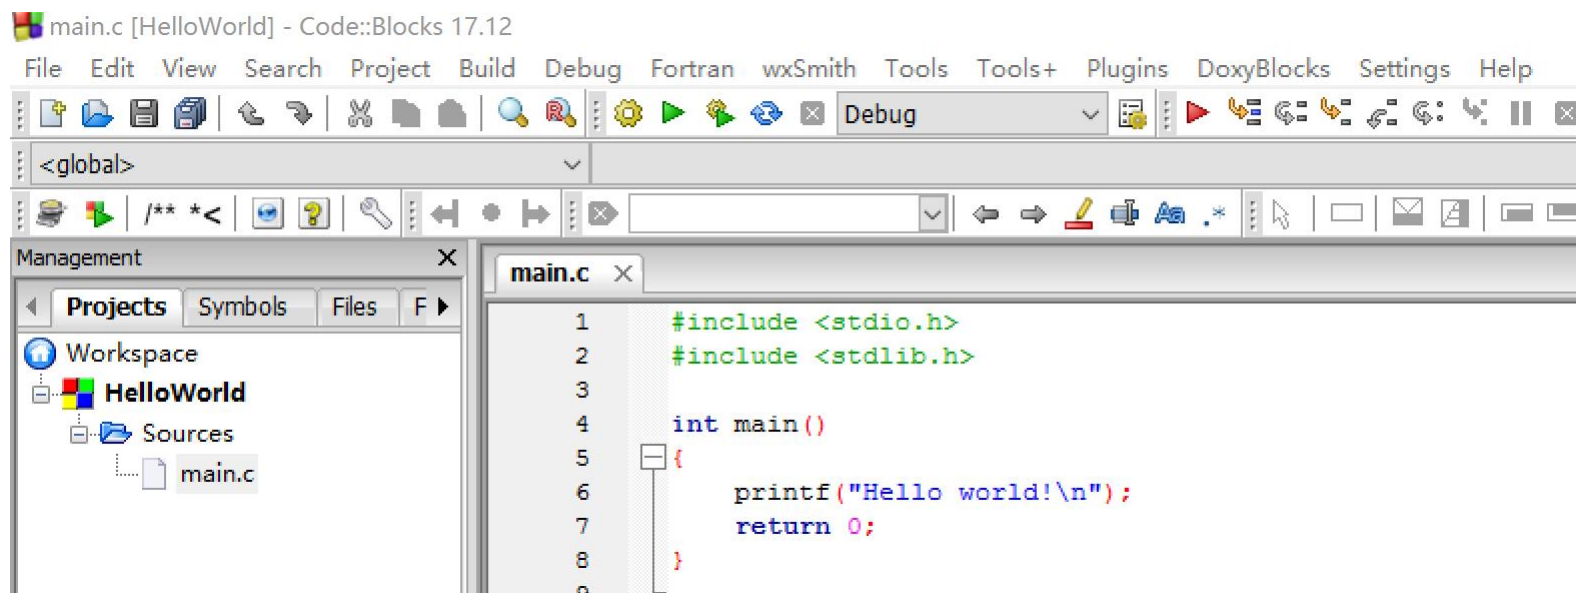 main.c [HelloWorld] - Code::Blocks 17.12
File Edit View Search Project Build Debug Fortran wxSmith Tools Tools+ Plugins DoxyBlocks Settings Help
Debug
<global>
/** *<
Management
Projects Symbols Files F
Workspace
HelloWorld
Sources
main.c
main.c
1 #include <stdio.h>
2 #include <stdlib.h>
3
4 int main()
5 {
6 printf("Hello world!\n");
7 return 0;
8 }
9